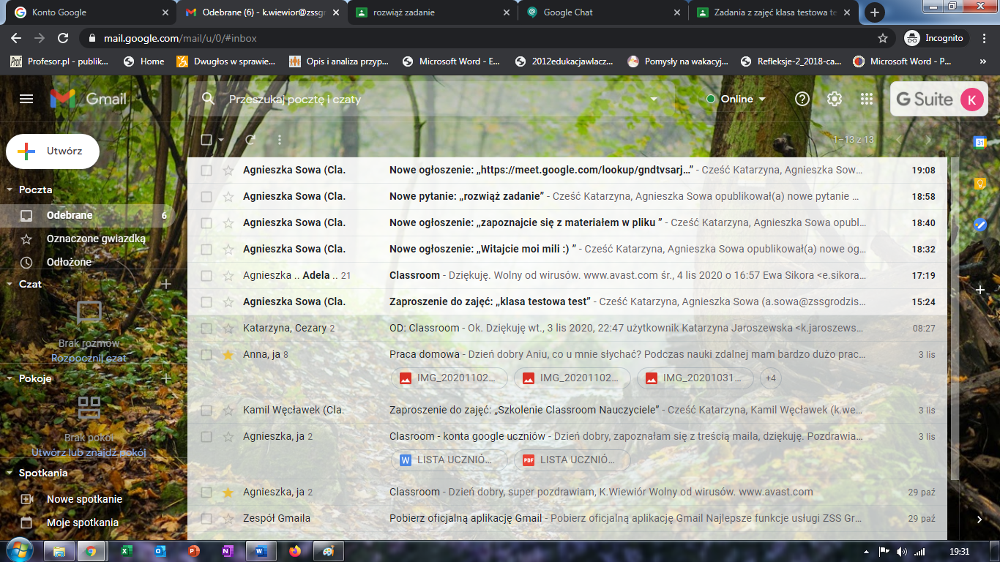 Konto Google
Odebrane (6) - k.wiewior@zssgr
rozwiąż zadanie
Google Chat
Zadania z zajęć klasa testowa te
mail.google.com/mail/u/0/#inbox
Incognito
Profesor.pl - publik...
Home
Dwugłos w sprawie...
Opis i analiza przyp...
Microsoft Word - E...
2012edukacjawlacz...
Pomysły na wakacyj...
Refleksje-2_2018-ca...
Microsoft Word - P...
»
Gmail
Przeszukaj pocztę i czaty
Online
G Suite
K
Utwórz
1–13 z 13
31
Poczta
Odebrane 6
Oznaczone gwiazdką
Odłożone
Czat
Brak rozmów
Rozpocznij czat
Pokoje
Brak pokoi
Utwórz lub znajdź pokój
Spotkania
Nowe spotkanie
Moje spotkania
Agnieszka Sowa (Cla. Nowe ogłoszenie: „https://meet.google.com/lookup/gndtvsarj...” - Cześć Katarzyna, Agnieszka Sow... 19:08
Agnieszka Sowa (Cla. Nowe pytanie: „rozwiąż zadanie” - Cześć Katarzyna, Agnieszka Sowa opublikował(a) nowe pytanie ... 18:58
Agnieszka Sowa (Cla. Nowe ogłoszenie: „zapoznajcie się z materiałem w pliku ” - Cześć Katarzyna, Agnieszka Sowa opubl... 18:40
Agnieszka Sowa (Cla. Nowe ogłoszenie: „Witajcie moi mili :) ” - Cześć Katarzyna, Agnieszka Sowa opublikował(a) nowe og... 18:32
Agnieszka .. Adela .. 21 Classroom - Dziękuję. Wolny od wirusów. www.avast.com śr., 4 lis 2020 o 16:57 Ewa Sikora <e.sikora... 17:19
Agnieszka Sowa (Cla. Zaproszenie do zajęć: „klasa testowa test” - Cześć Katarzyna, Agnieszka Sowa (a.sowa@zssgrodzis... 15:24
Katarzyna, Cezary 2 OD: Classroom - Ok. Dziękuję wt., 3 lis 2020, 22:47 użytkownik Katarzyna Jaroszewska <k.jaroszews... 08:27
Anna, ja 8 Praca domowa - Dzień dobry Aniu, co u mnie słychać? Podczas nauki zdalnej mam bardzo dużo prac... 3 lis
IMG_20201102... IMG_20201102... IMG_20201031... +4
Kamil Węcławek (Cla. Zaproszenie do zajęć: „Szkolenie Classroom Nauczyciele” - Cześć Katarzyna, Kamil Węcławek (k.we... 3 lis
Agnieszka, ja 2 Clasroom - konta google uczniów - Dzień dobry, zapoznałam się z treścią maila, dziękuję. Pozdrawia... 3 lis
W LISTA UCZNIÓ... PDF LISTA UCZNIÓ...
Agnieszka, ja 2 Classroom - Dzień dobry, super pozdrawiam, K.Wiewiór Wolny od wirusów. www.avast.com 29 paź
Zespół Gmaila Pobierz oficjalną aplikację Gmail - Pobierz oficjalną aplikację Gmail Najlepsze funkcje usługi ZSS Gr... 29 paź
19:31